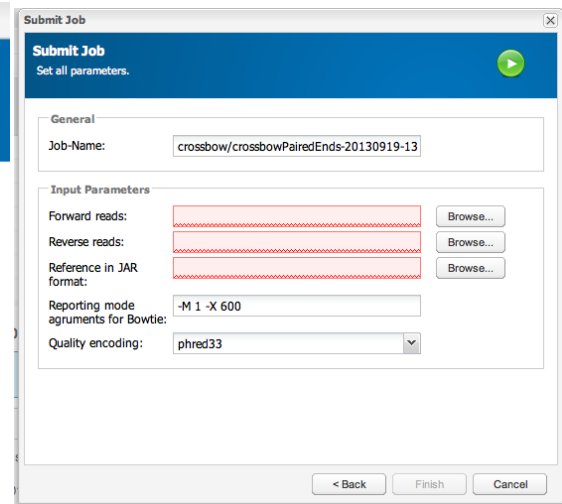 Submit Job
Submit Job
Set all parameters.
General
Job-Name:
crossbow/crossbowPairedEnds-20130919-13
Input Parameters
Forward reads:
Browse...
Reverse reads:
Browse...
Reference in JAR
format:
Browse...
Reporting mode
agruments for Bowtie:
-M 1 -X 600
Quality encoding:
phred33
< Back
Finish
Cancel